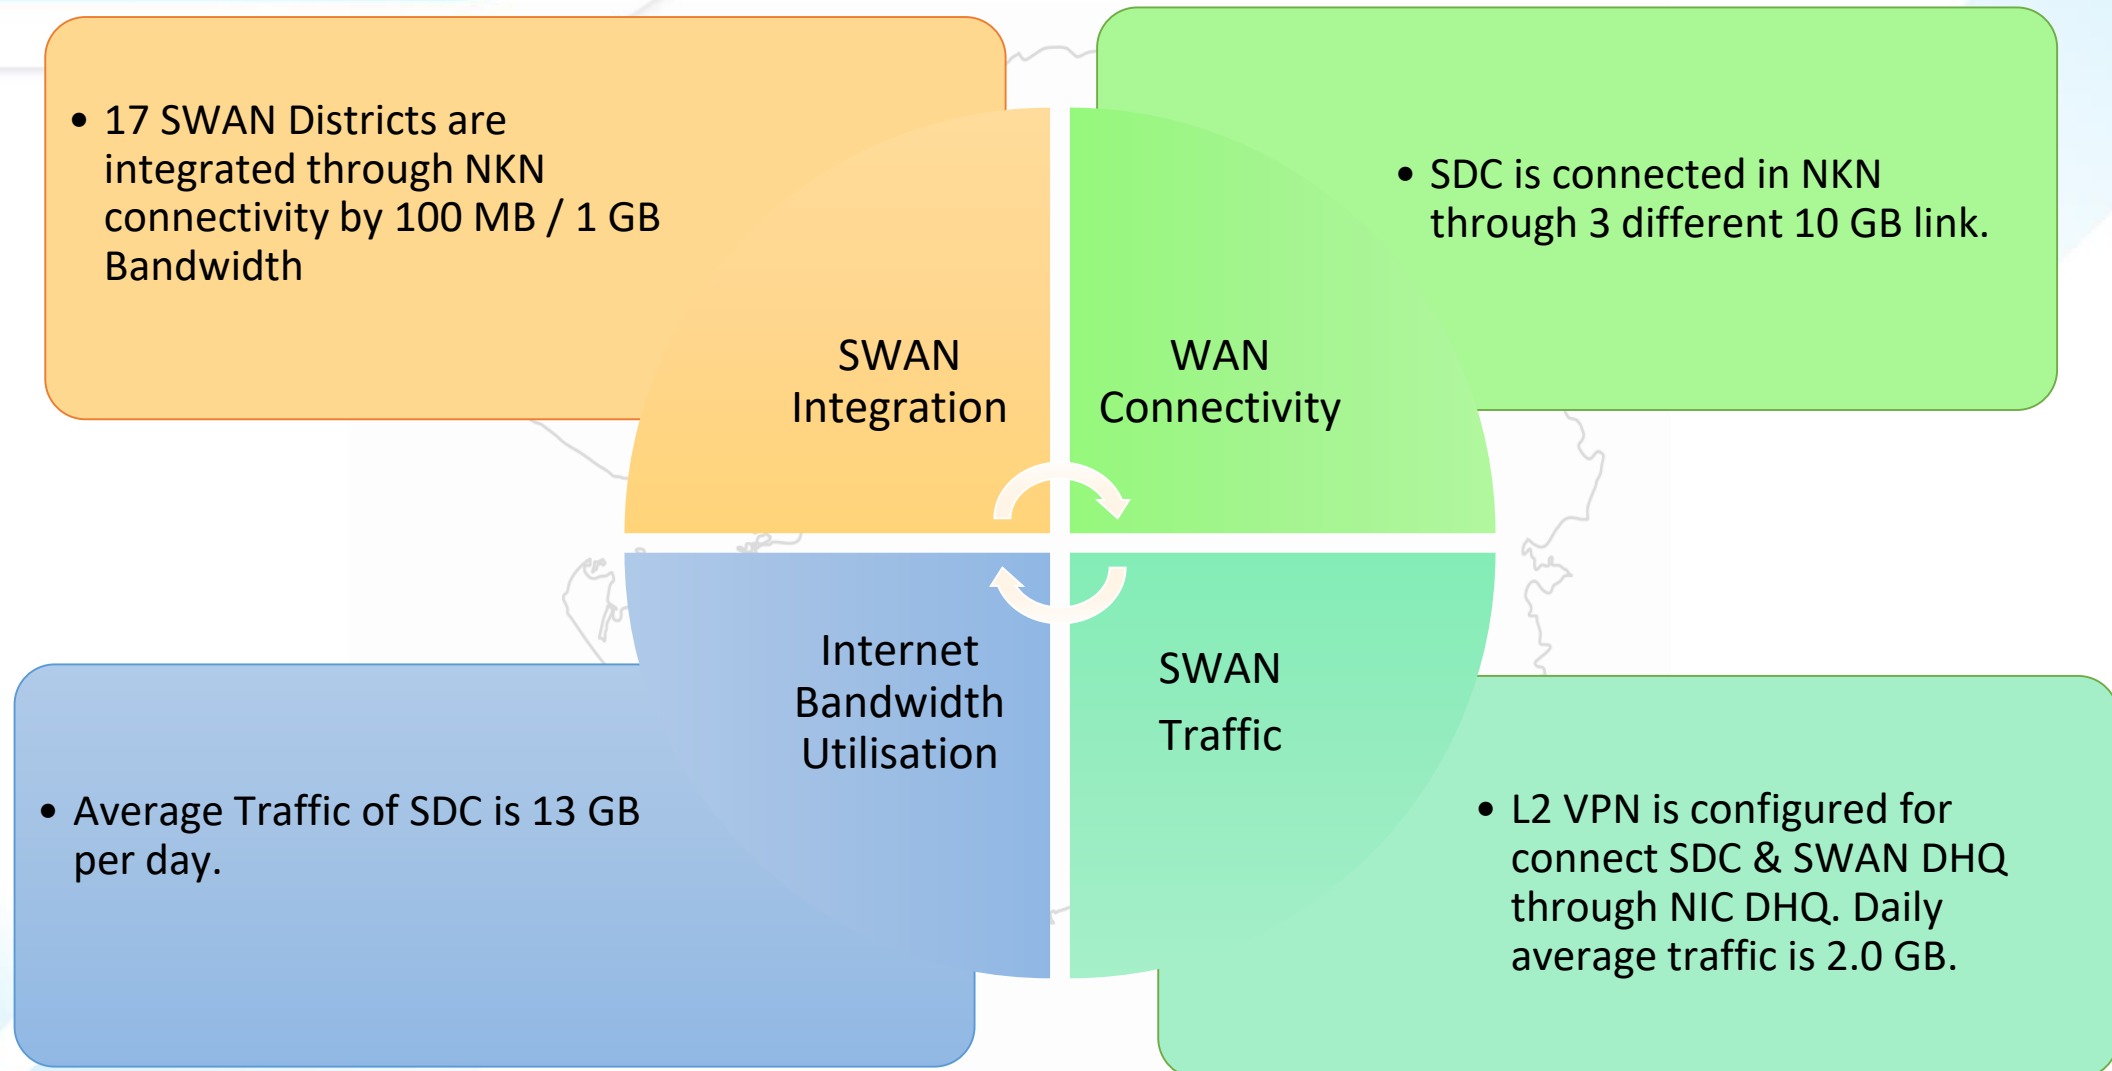 • 17 SWAN Districts are
integrated through NKN
connectivity by 100 MB / 1 GB
Bandwidth
• SDC is connected in NKN
through 3 different 10 GB link.
SWAN
Integration
WAN
Connectivity
Internet
Bandwidth
Utilisation
SWAN
Traffic
• Average Traffic of SDC is 13 GB
per day.
• L2 VPN is configured for
connect SDC & SWAN DHQ
through NIC DHQ. Daily
average traffic is 2.0 GB.